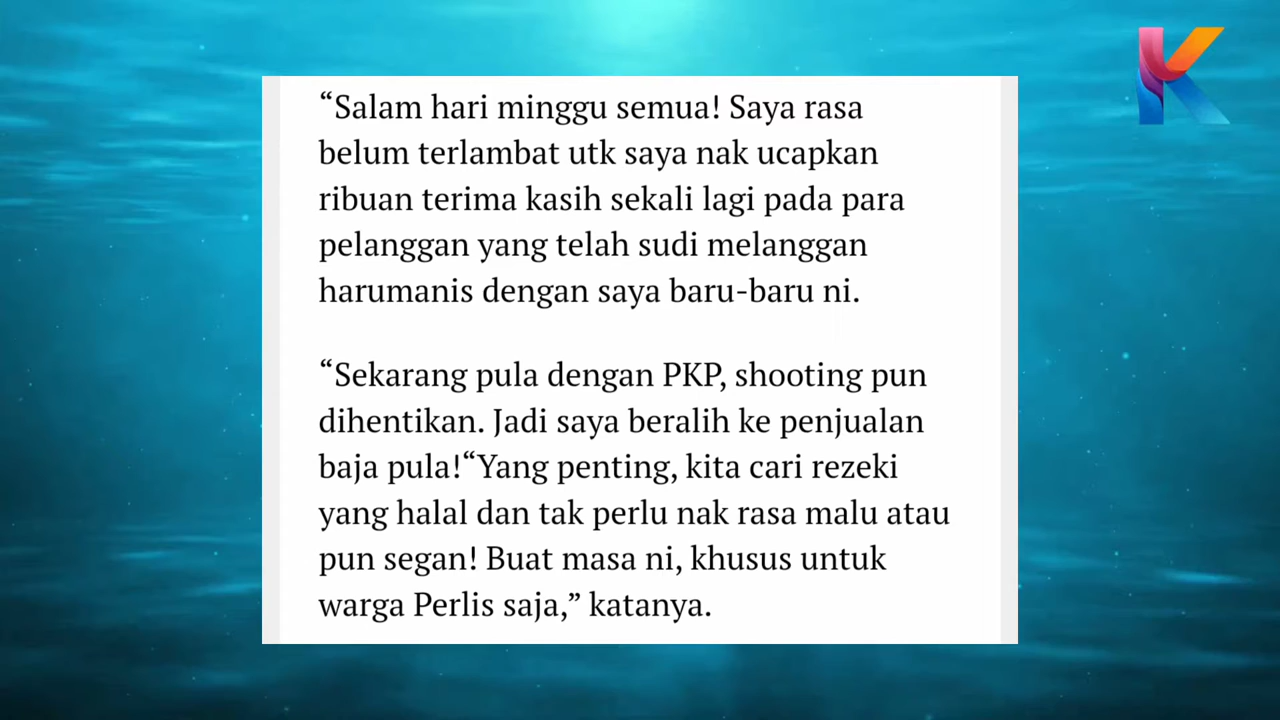 “Salam hari minggu semua! Saya rasa
belum terlambat utk saya nak ucapkan
ribuan terima kasih sekali lagi pada para
pelanggan yang telah sudi melanggan
harumanis dengan saya baru-baru ni.
“Sekarang pula dengan PKP, shooting pun
dihentikan. Jadi saya beralih ke penjualan
baja pula!“Yang penting, kita cari rezeki
yang halal dan tak perlu nak rasa malu atau
pun segan! Buat masa ni, khusus untuk
warga Perlis saja,” katanya.